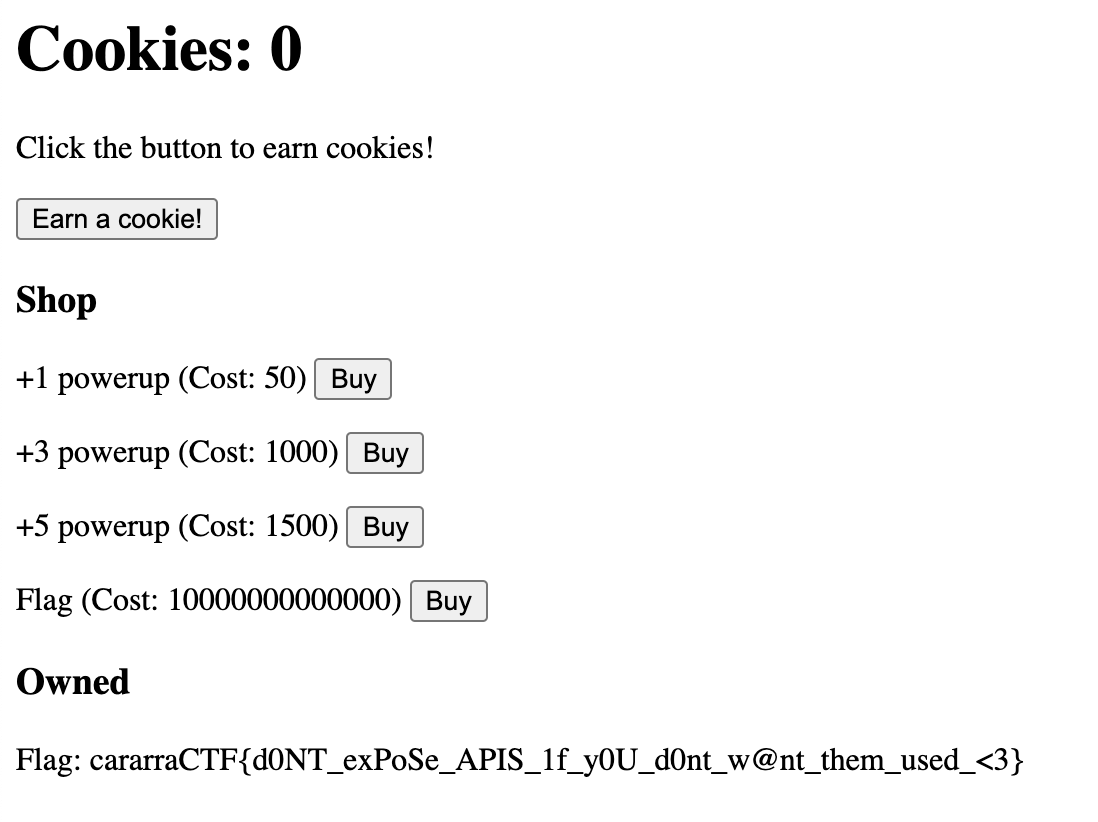 Cookies: 0
Click the button to earn cookies!
Earn a cookie!
Shop
+1 powerup (Cost: 50) Buy
+3 powerup (Cost: 1000) Buy
+5 powerup (Cost: 1500) Buy
Flag (Cost: 10000000000000) Buy
Owned
Flag: cararraCTF{d0NT_exPoSe_APIS_1f_y0U_d0nt_w@nt_them_used_<3}